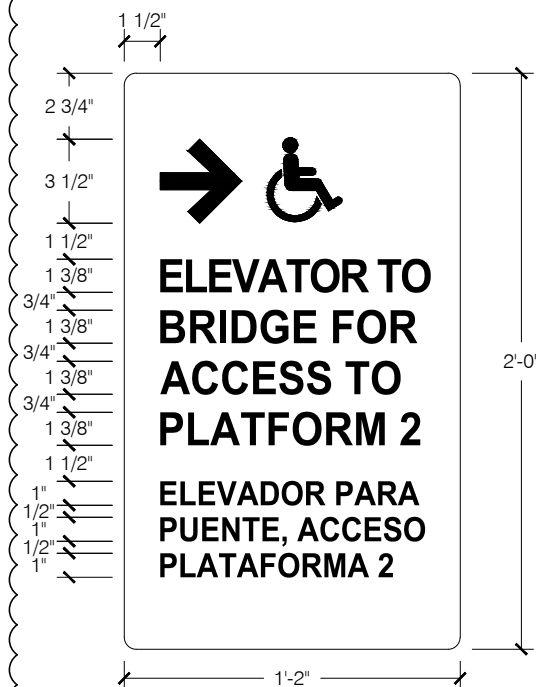 1 1/2"
2 3/4"
3 1/2"
1 1/2"
1 3/8"
3/4"
1 3/8"
3/4"
1 3/8"
3/4"
1 3/8"
1 1/2"
1"
1/2"
1"
1/2"
1"
ELEVATOR TO
BRIDGE FOR
ACCESS TO
PLATFORM 2
ELEVADOR PARA
PUENTE, ACCESO
PLATAFORMA 2
2'-0"
1'-2"